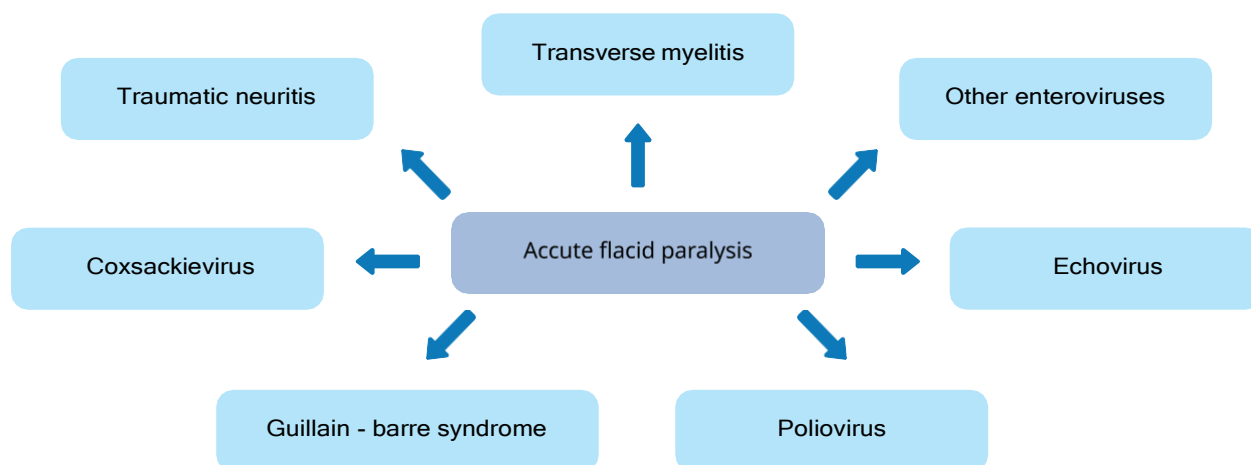 Transverse myelitis
Traumatic neuritis
Other enteroviruses
Accute flacid paralysis
Coxsackievirus
Echovirus
Guillain - barre syndrome
Poliovirus